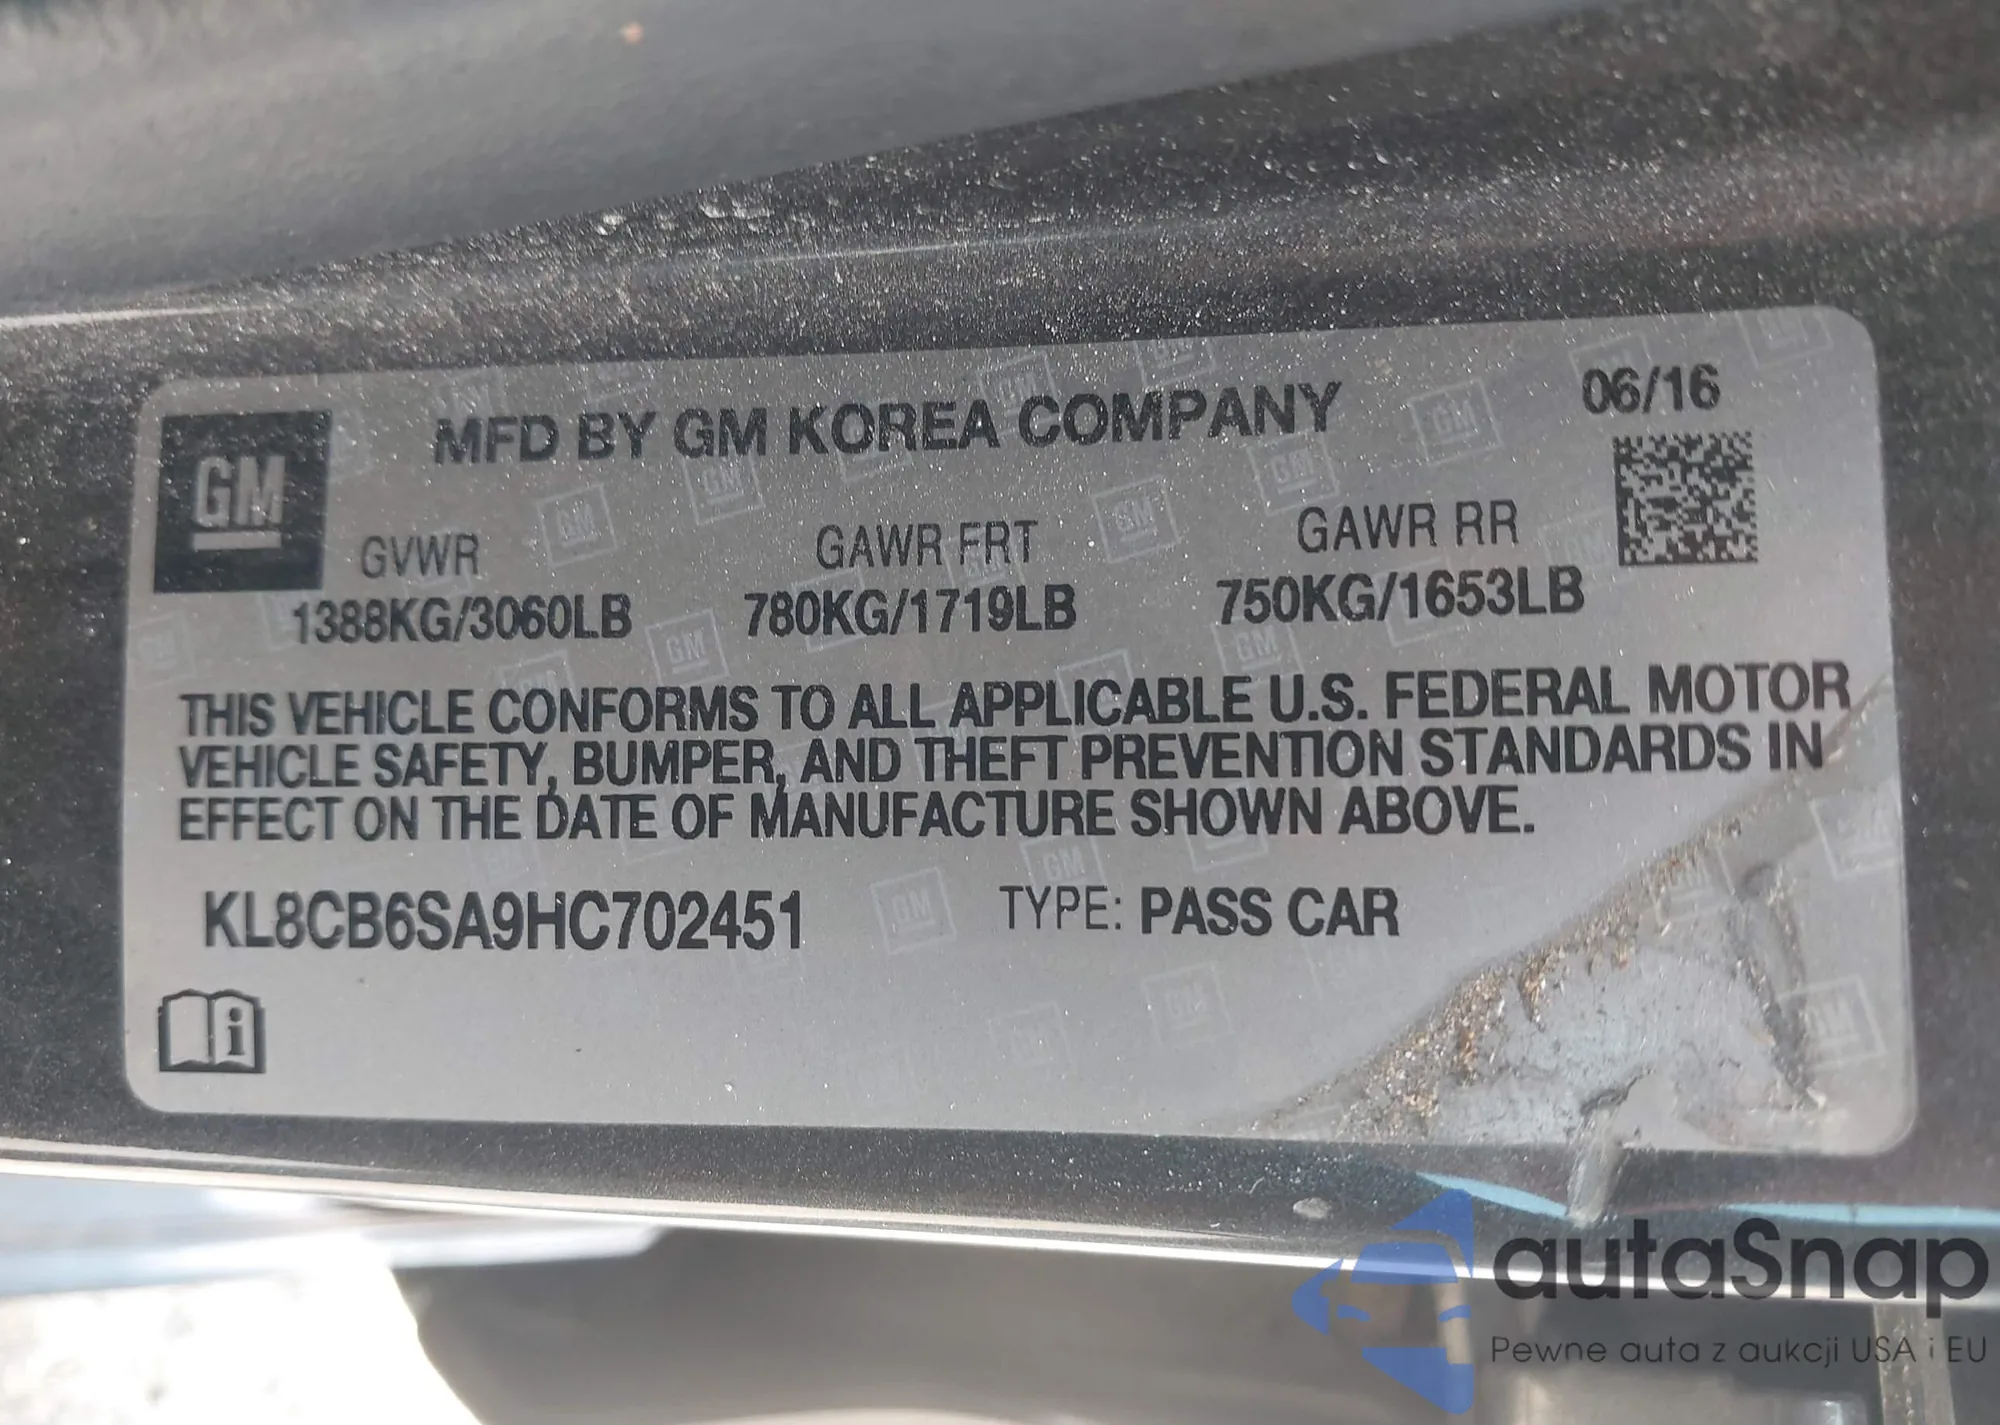 MFD BY GM KOREA COMPANY
06/16
GM
GVWR
GAWR FRT
GAWR RR
1388KG/3060LB
780KG/1719LB
750KG/1653LB
THIS VEHICLE CONFORMS TO ALL APPLICABLE U.S. FEDERAL MOTOR
VEHICLE SAFETY, BUMPER, AND THEFT PREVENTION STANDARDS IN
EFFECT ON THE DATE OF MANUFACTURE SHOWN ABOVE.
KL8CB6SA9HC702451
TYPE: PASS CAR
i
autaSnap
Pewne auta z aukcji USA i EU